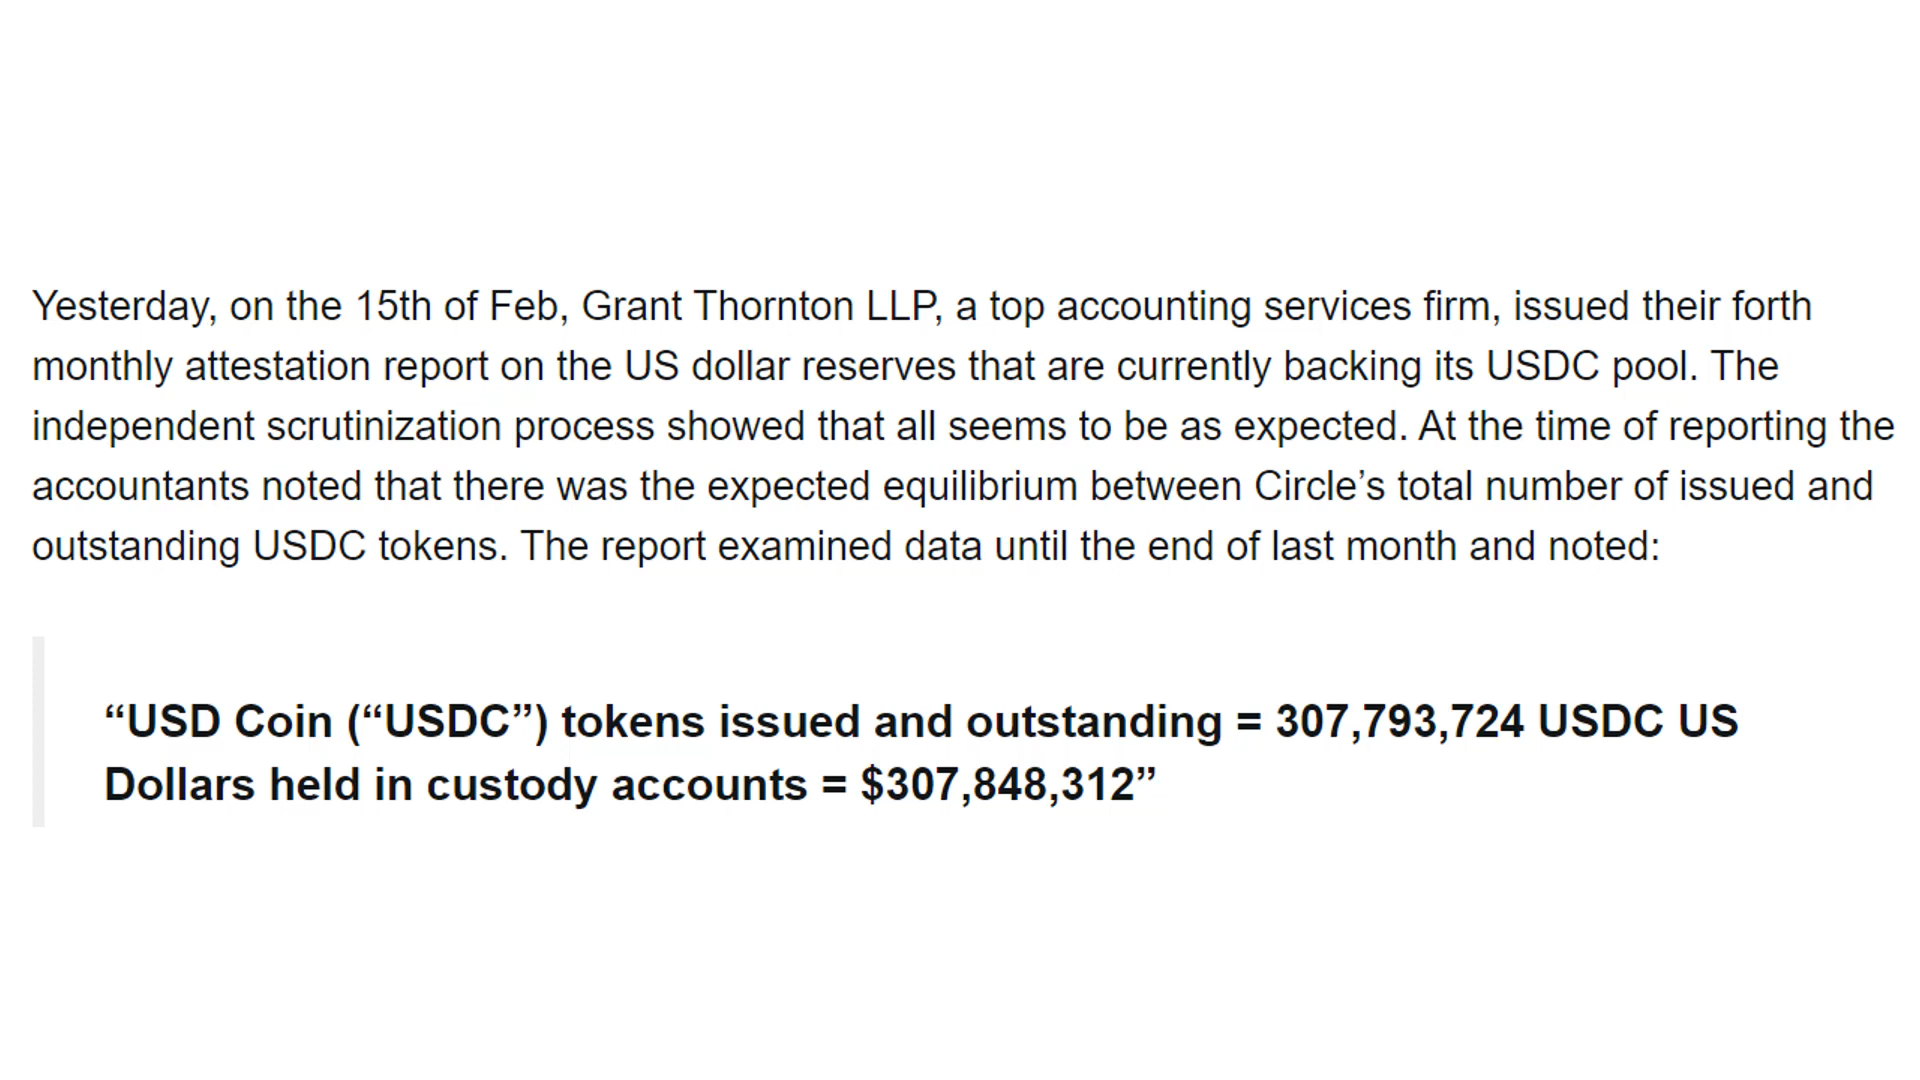 Yesterday, on the 15th of Feb, Grant Thornton LLP, a top accounting services firm, issued their forth
monthly attestation report on the US dollar reserves that are currently backing its USDC pool. The
independent scrutinization process showed that all seems to be as expected. At the time of reporting the
accountants noted that there was the expected equilibrium between Circle’s total number of issued and
outstanding USDC tokens. The report examined data until the end of last month and noted:
“USD Coin (“USDC”) tokens issued and outstanding = 307,793,724 USDC US
Dollars held in custody accounts = $307,848,312”